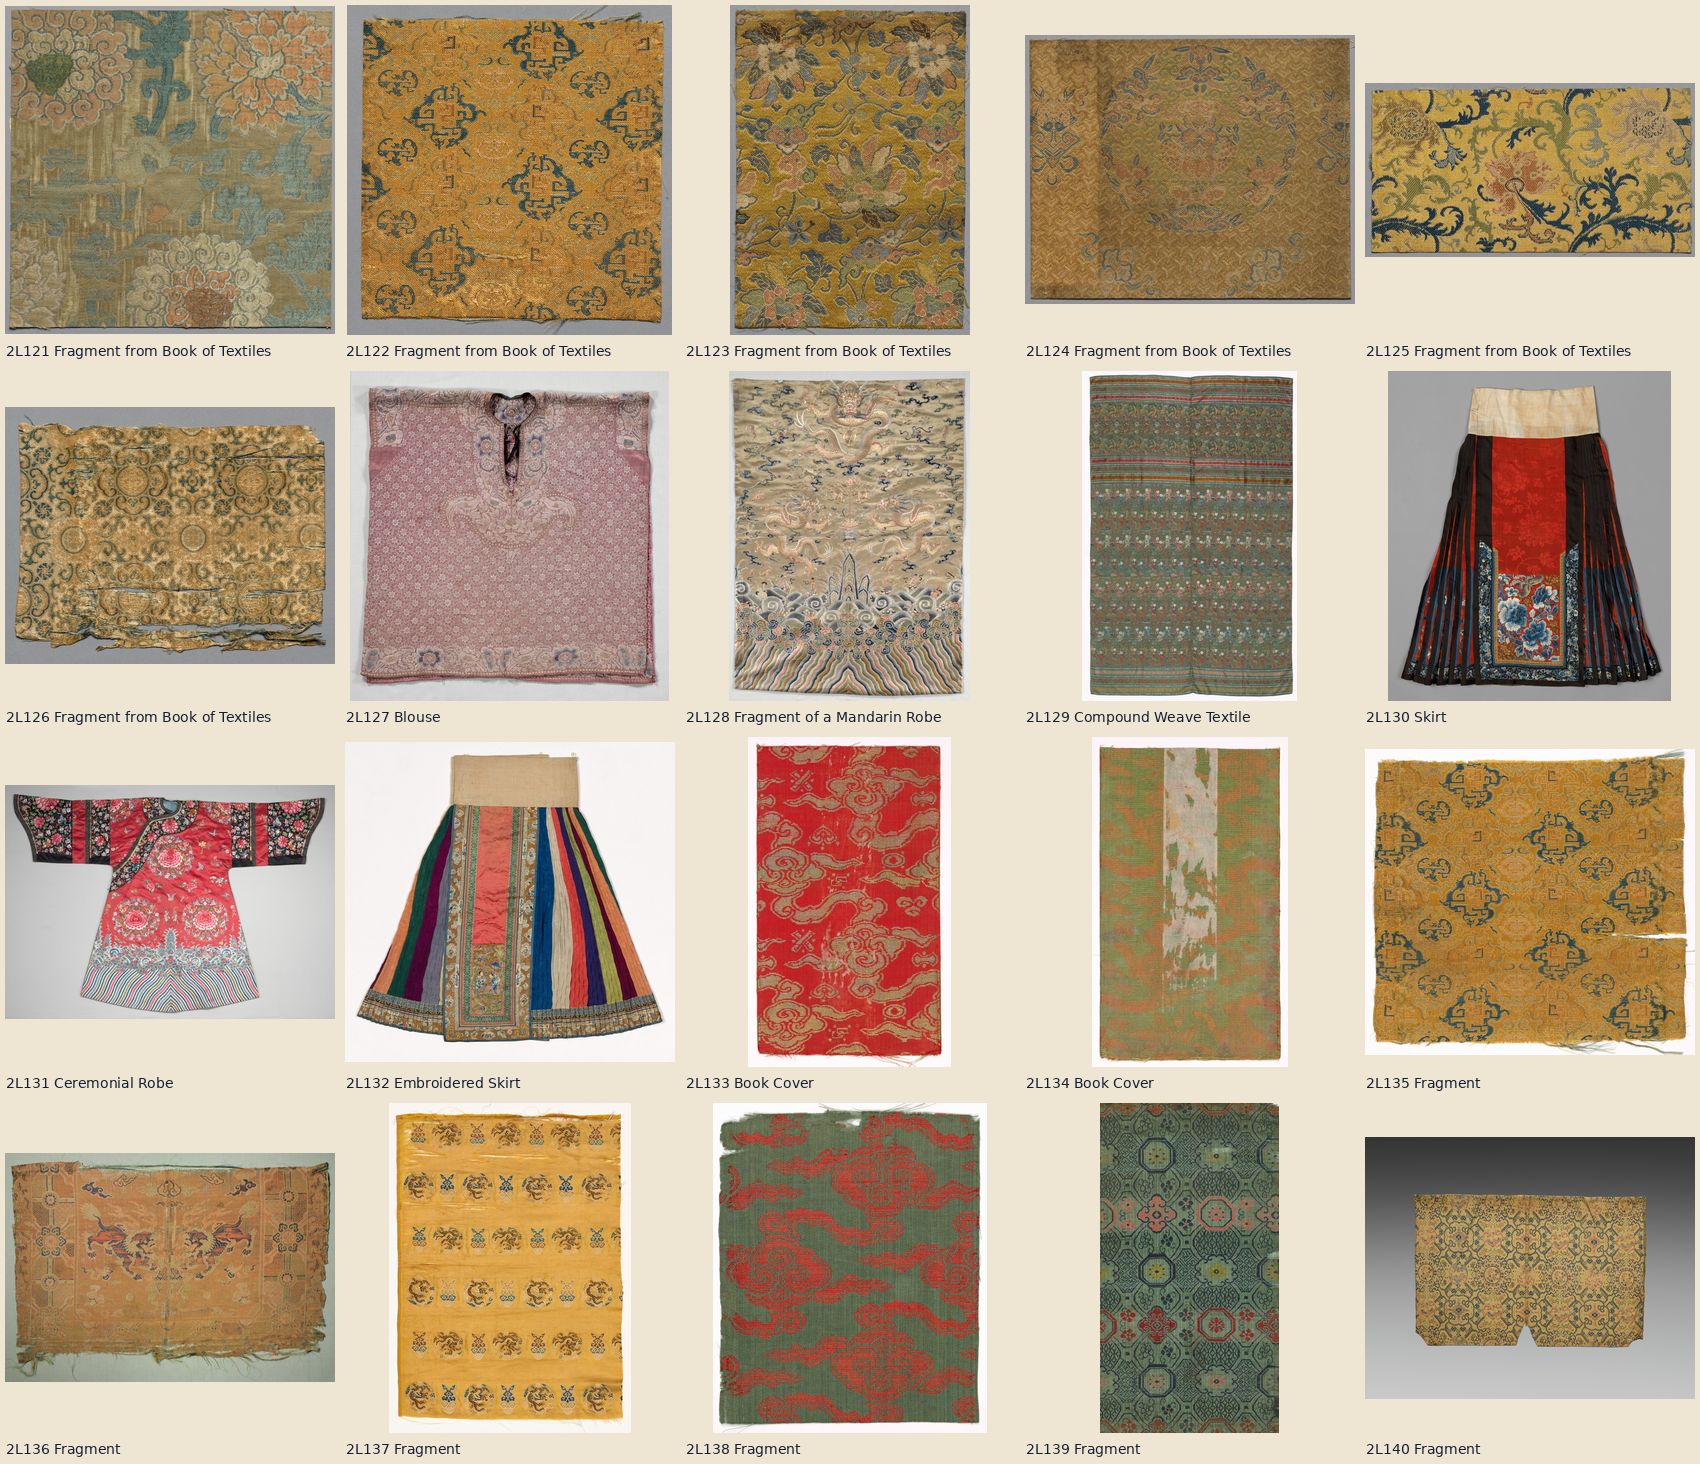 2L121 Fragment from Book of Textiles
2L122 Fragment from Book of Textiles
2L123 Fragment from Book of Textiles
2L124 Fragment from Book of Textiles
2L125 Fragment from Book of Textiles
2L126 Fragment from Book of Textiles
2L127 Blouse
2L128 Fragment of a Mandarin Robe
2L129 Compound Weave Textile
2L130 Skirt
2L131 Ceremonial Robe
2L132 Embroidered Skirt
2L133 Book Cover
2L134 Book Cover
2L135 Fragment
2L136 Fragment
2L137 Fragment
2L138 Fragment
2L139 Fragment
2L140 Fragment